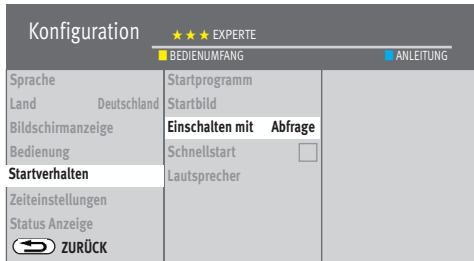 Konfiguration
EXPERTE
BEDIENUMFANG
ANLEITUNG
Sprache
Land Deutschland
Bildschirmanzeige
Bedienung
Startverhalten
Zeiteinstellungen
Status Anzeige
ZURÜCK
Startprogramm
Startbild
Einschalten mit Abfrage
Schnellstart
Lautsprecher